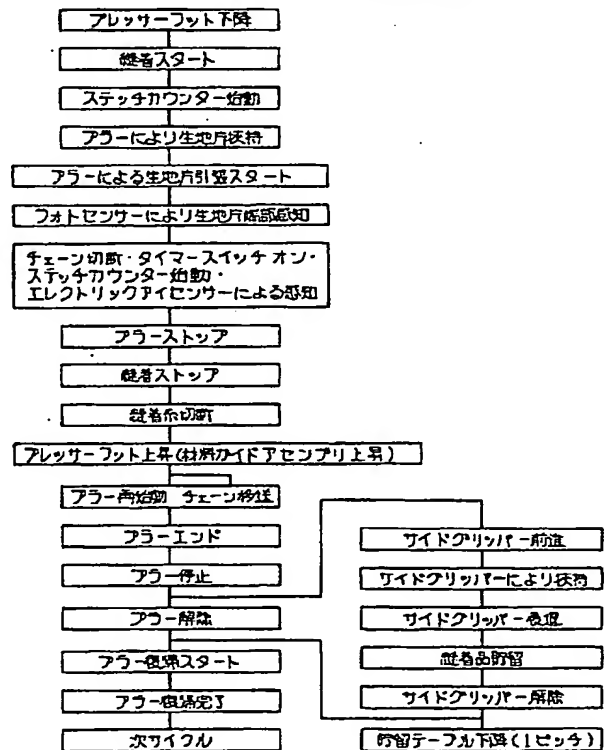 プレッサーフット下降
縫着スタート
ステッチカウンター始動
プラーにより生地片挟持
プラーによる生地片引張スタート
フォトセンサーにより生地片端部感知
チェーン切断・タイマースイッチオン・
ステッチカウンター始動・
エレクトリックアイセンサーによる感知
プラーストップ
縫着ストップ
縫着糸切断
プレッサーフット上昇(材料ガイドアセンブリ上昇)
プラー再始動 チェーン移送
プラーエンド
プラー停止
プラー解除
プラー復帰スタート
プラー復帰完了
次サイクル
サイドグリッパー前進
サイドグリッパーにより挟持
サイドグリッパー後退
縫着品貯留
サイドグリッパー解除
貯留テーブル下降(1ピッチ)